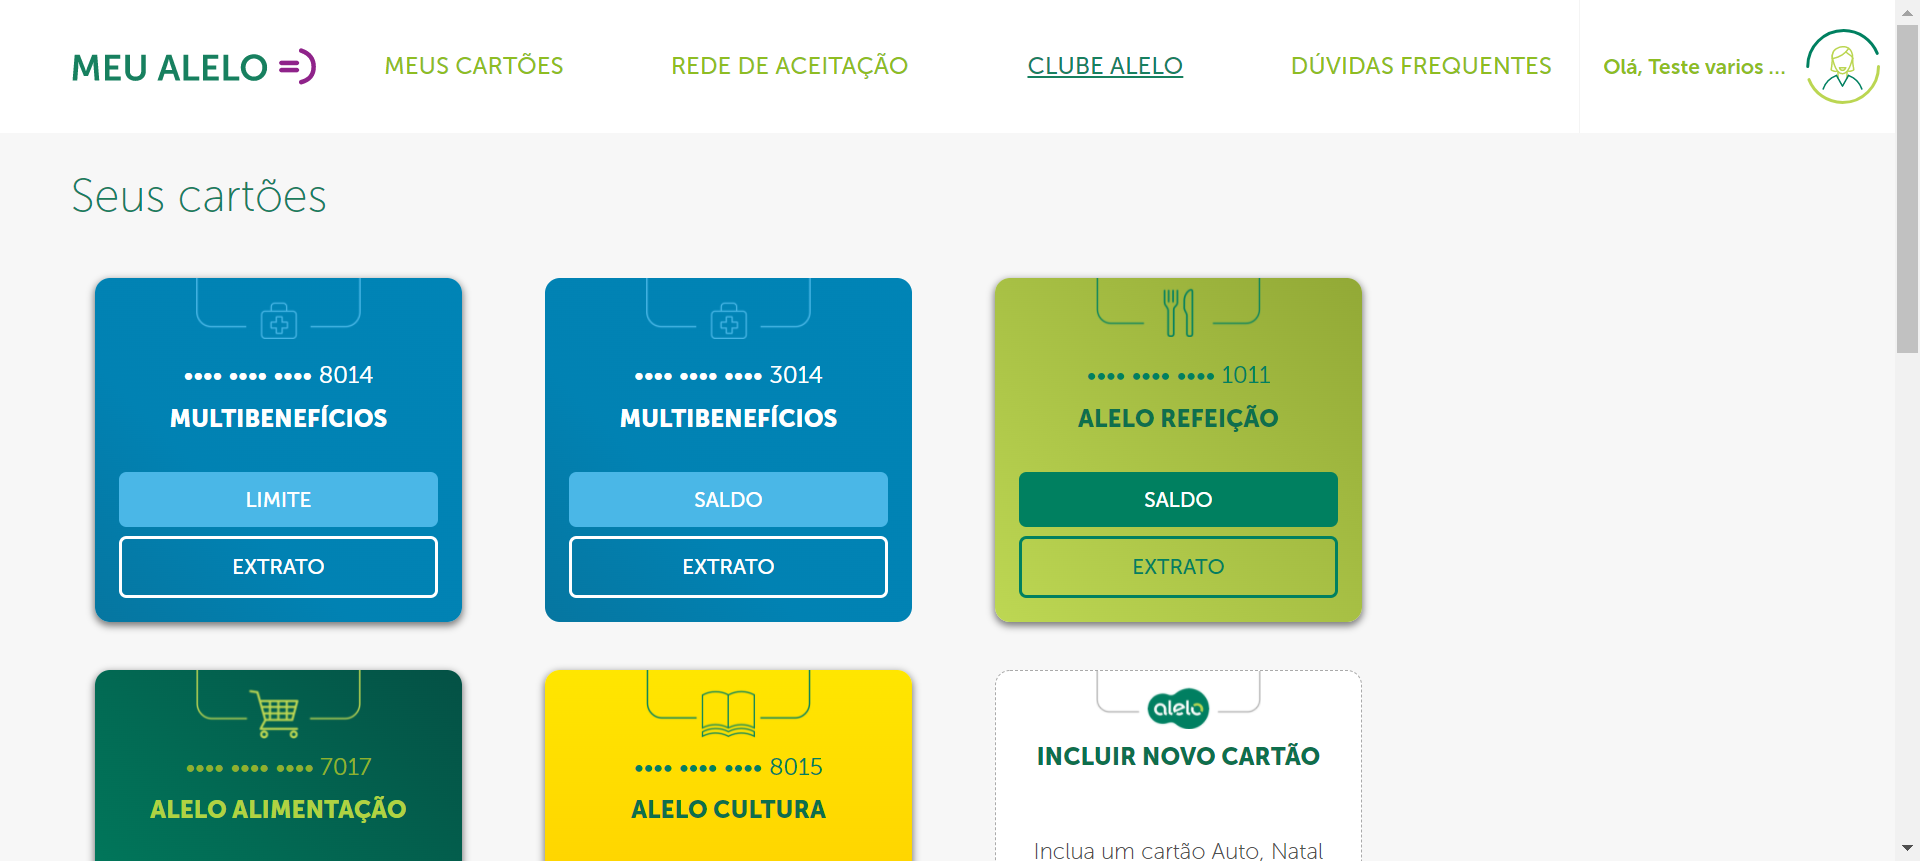 MEU ALELO
MEUS CARTÕES
REDE DE ACEITAÇÃO
CLUBE ALELO
DÚVIDAS FREQUENTES
Olá, Teste varios ...
Seus cartões
•••• •••• •••• 8014
MULTIBENEFÍCIOS
LIMITE
EXTRATO
•••• •••• •••• 3014
MULTIBENEFÍCIOS
SALDO
EXTRATO
•••• •••• •••• 1011
ALELO REFEIÇÃO
SALDO
EXTRATO
•••• •••• •••• 7017
ALELO ALIMENTAÇÃO
•••• •••• •••• 8015
ALELO CULTURA
alelo
INCLUIR NOVO CARTÃO
Inclua um cartão Auto, Natal